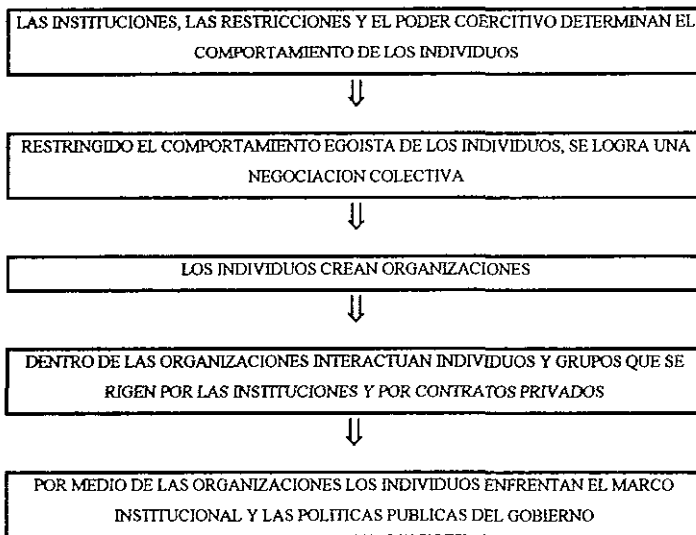 LAS INSTITUCIONES, LAS RESTRICCIONES Y EL PODER COERCITIVO DETERMINAN EL
COMPORTAMIENTO DE LOS INDIVIDUOS
⇓
RESTRINGIDO EL COMPORTAMIENTO EGOISTA DE LOS INDIVIDUOS, SE LOGRA UNA
NEGOCIACION COLECTIVA
⇓
LOS INDIVIDUOS CREAN ORGANIZACIONES
⇓
DENTRO DE LAS ORGANIZACIONES INTERACTUAN INDIVIDUOS Y GRUPOS QUE SE
RIGEN POR LAS INSTITUCIONES Y POR CONTRATOS PRIVADOS
⇓
POR MEDIO DE LAS ORGANIZACIONES LOS INDIVIDUOS ENFRENTAN EL MARCO
INSTITUCIONAL Y LAS POLITICAS PUBLICAS DEL GOBIERNO